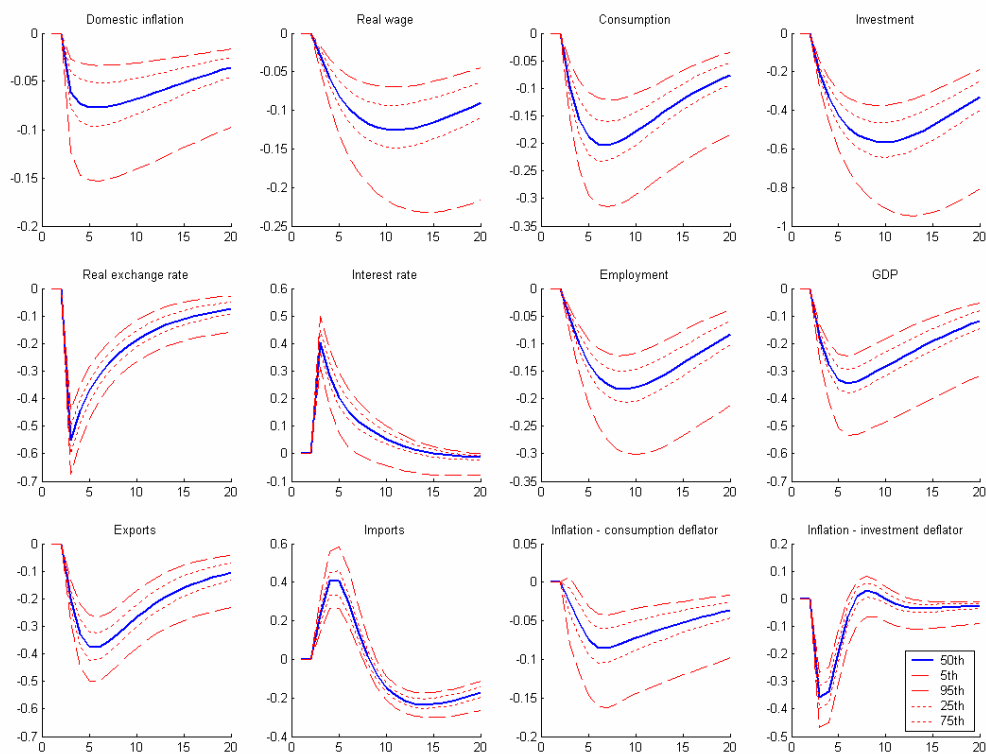 Domestic inflation
0
-0.05
-0.1
-0.15
-0.2
0 5 10 15 20
Real wage
0
-0.05
-0.1
-0.15
-0.2
-0.25
0 5 10 15 20
Consumption
0
-0.05
-0.1
-0.15
-0.2
-0.25
-0.3
-0.35
0 5 10 15 20
Investment
0
-0.2
-0.4
-0.6
-0.8
-1
0 5 10 15 20
Real exchange rate
0
-0.1
-0.2
-0.3
-0.4
-0.5
-0.6
-0.7
0 5 10 15 20
Interest rate
0.6
0.5
0.4
0.3
0.2
0.1
0
-0.1
0 5 10 15 20
Employment
0
-0.05
-0.1
-0.15
-0.2
-0.25
-0.3
-0.35
0 5 10 15 20
GDP
0
-0.1
-0.2
-0.3
-0.4
-0.5
-0.6
-0.7
0 5 10 15 20
Exports
0
-0.1
-0.2
-0.3
-0.4
-0.5
-0.6
-0.7
0 5 10 15 20
Imports
0.6
0.4
0.2
0
-0.2
-0.4
0 5 10 15 20
Inflation - consumption deflator
0.05
0
-0.05
-0.1
-0.15
-0.2
0 5 10 15 20
Inflation - investment deflator
0.2
0.1
0
-0.1
-0.2
-0.3
-0.4
-0.5
0 5 10 15 20
50th
5th
95th
25th
75th